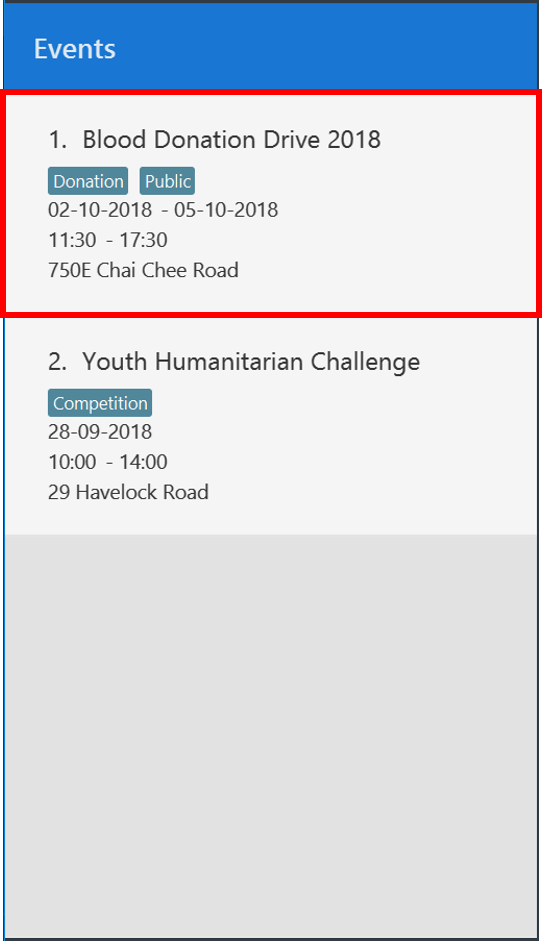 Events
1. Blood Donation Drive 2018
Donation Public
02-10-2018 - 05-10-2018
11:30 - 17:30
750E Chai Chee Road
2. Youth Humanitarian Challenge
Competition
28-09-2018
10:00 - 14:00
29 Havelock Road